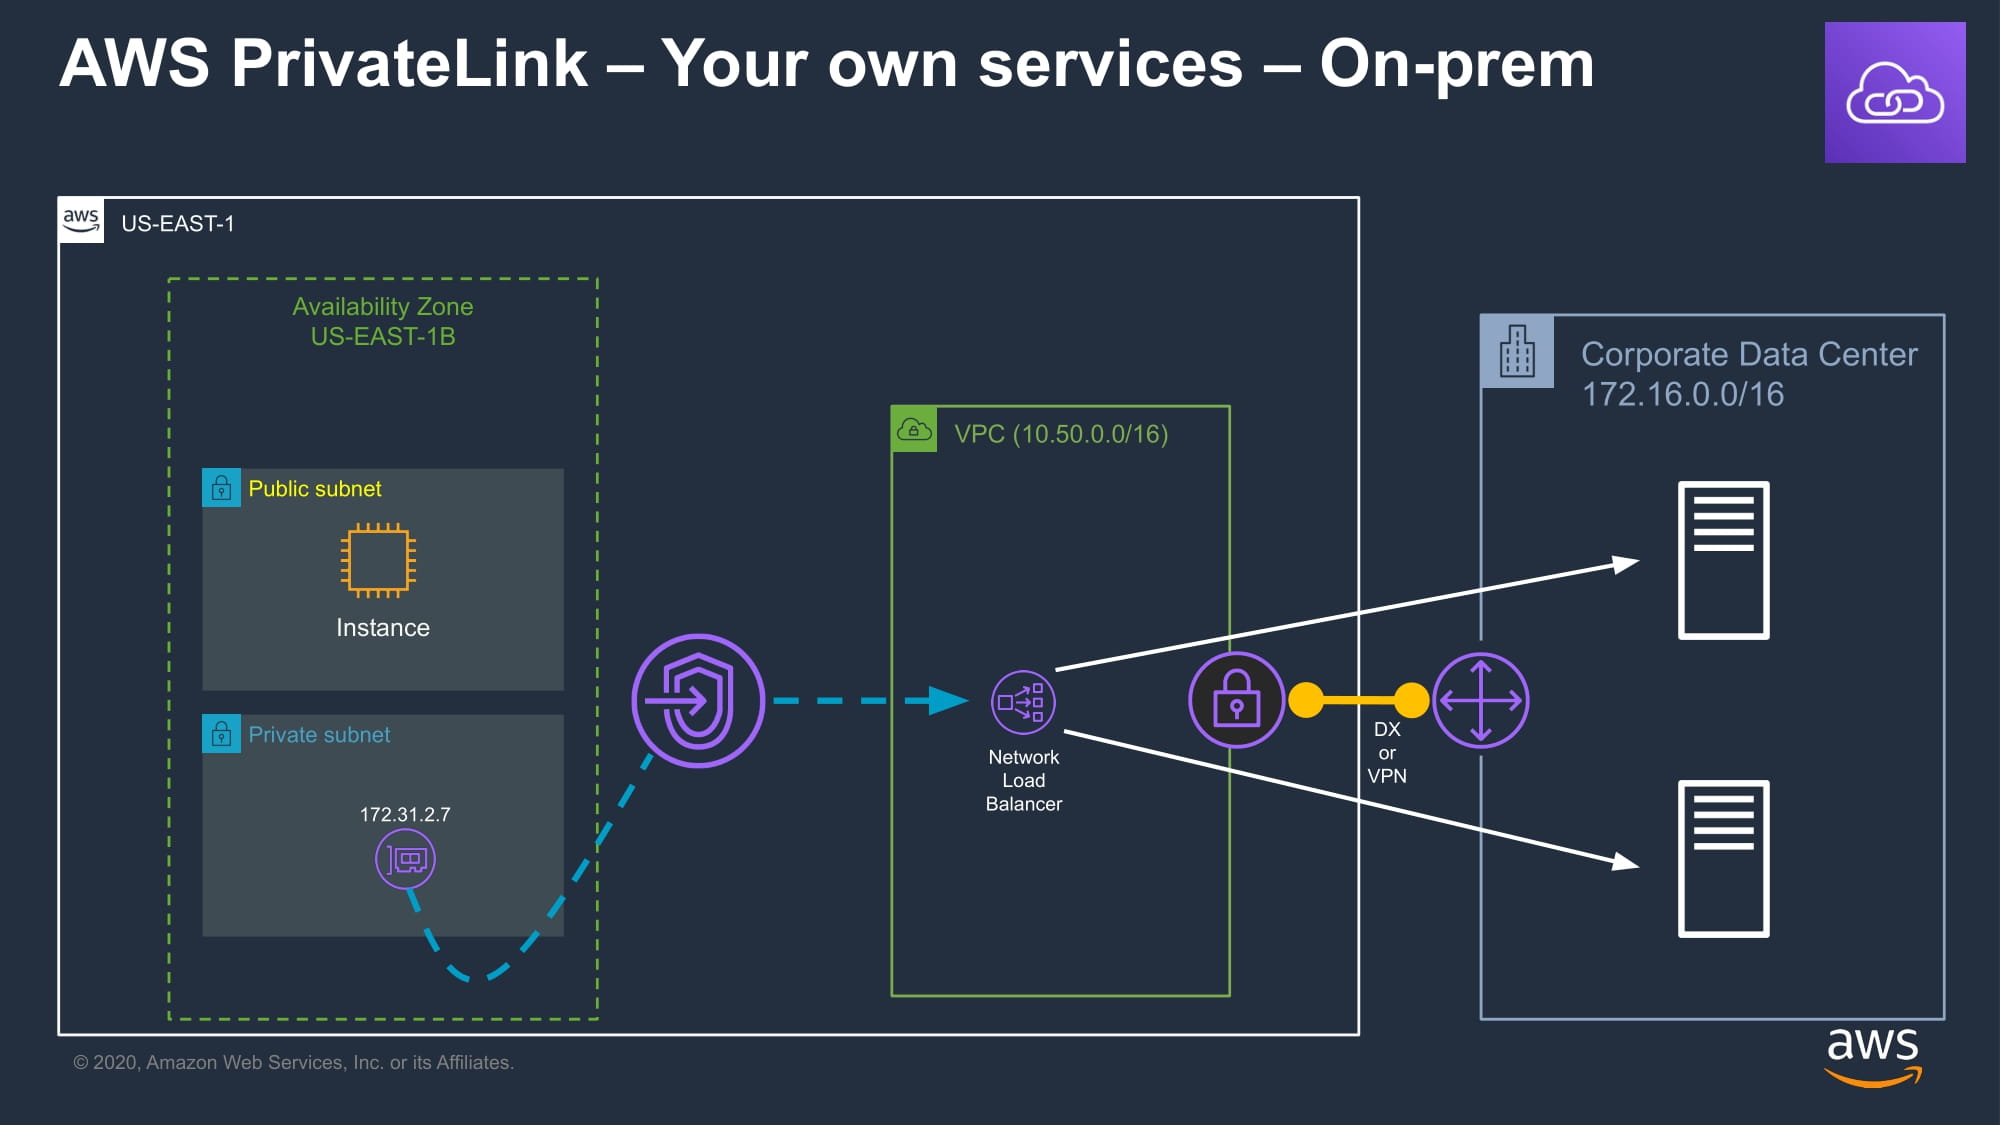 AWS PrivateLink – Your own services – On-prem
aws
US-EAST-1
Availability Zone
US-EAST-1B
Public subnet
Instance
Private subnet
172.31.2.7
VPC (10.50.0.0/16)
Network
Load
Balancer
DX
or
VPN
Corporate Data Center
172.16.0.0/16
© 2020, Amazon Web Services, Inc. or its Affiliates.
aws